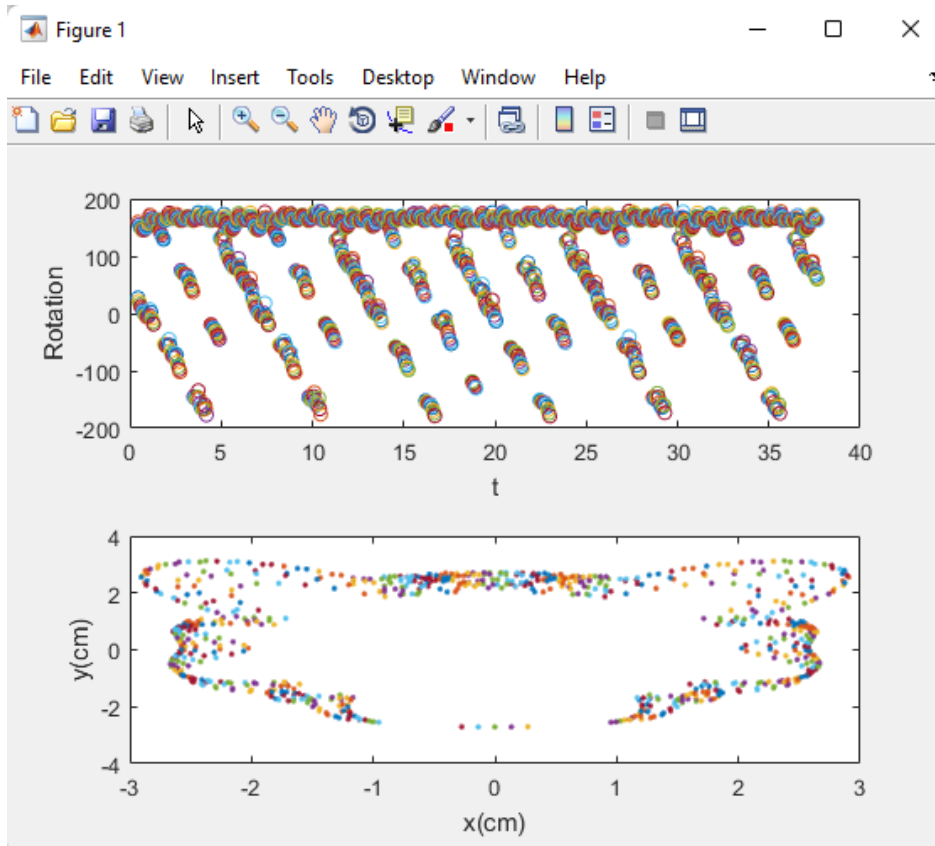 Figure 1
File Edit View Insert Tools Desktop Window Help
200
100
0
-100
-200
Rotation
0 5 10 15 20 25 30 35 40
t
4
2
0
-2
-4
y(cm)
-3 -2 -1 0 1 2 3
x(cm)